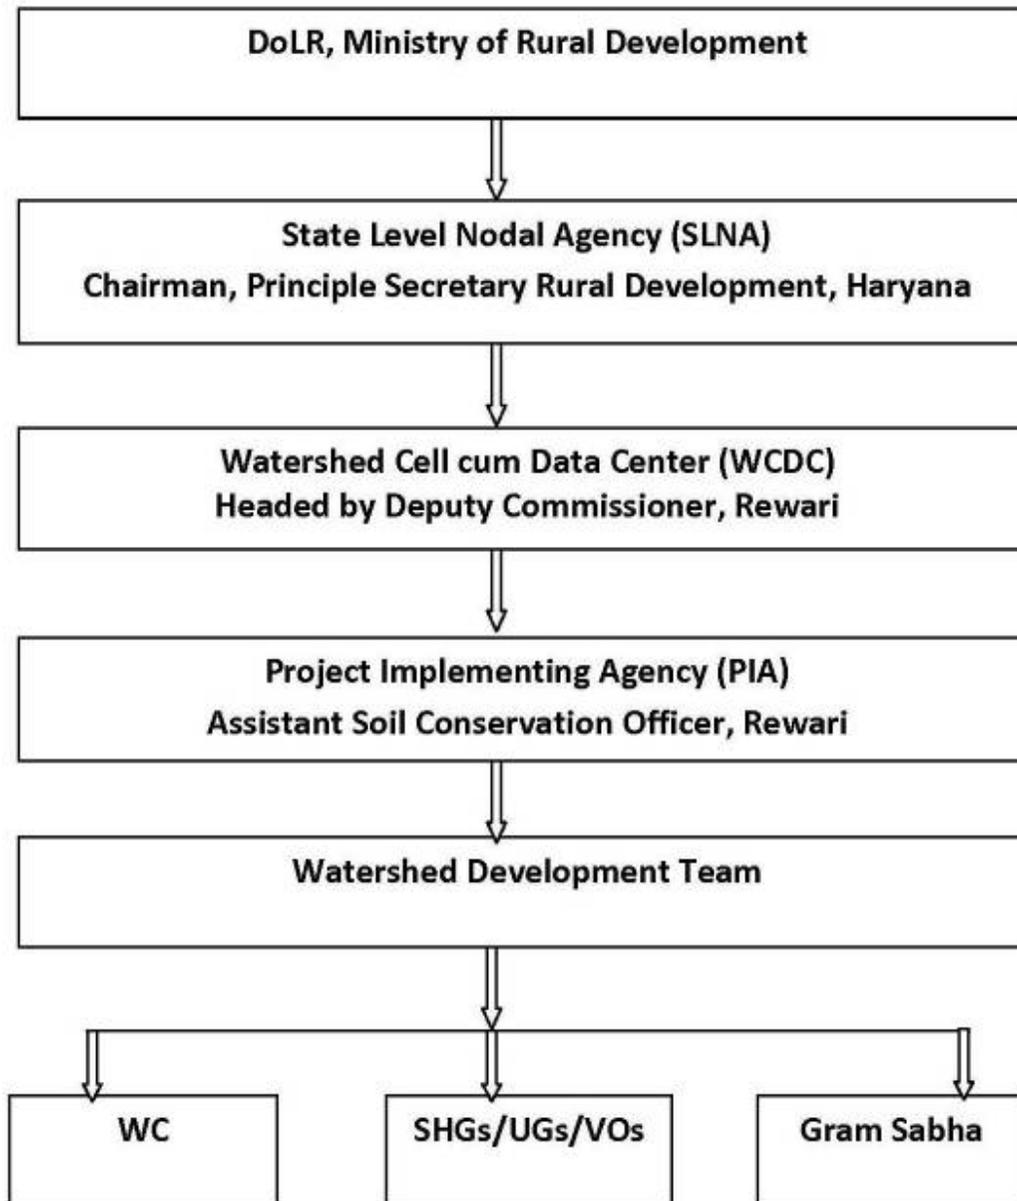 DoLR, Ministry of Rural Development
State Level Nodal Agency (SLNA)
Chairman, Principle Secretary Rural Development, Haryana
Watershed Cell cum Data Center (WCDC)
Headed by Deputy Commissioner, Rewari
Project Implementing Agency (PIA)
Assistant Soil Conservation Officer, Rewari
Watershed Development Team
WC
SHGs/UGs/VOs
Gram Sabha